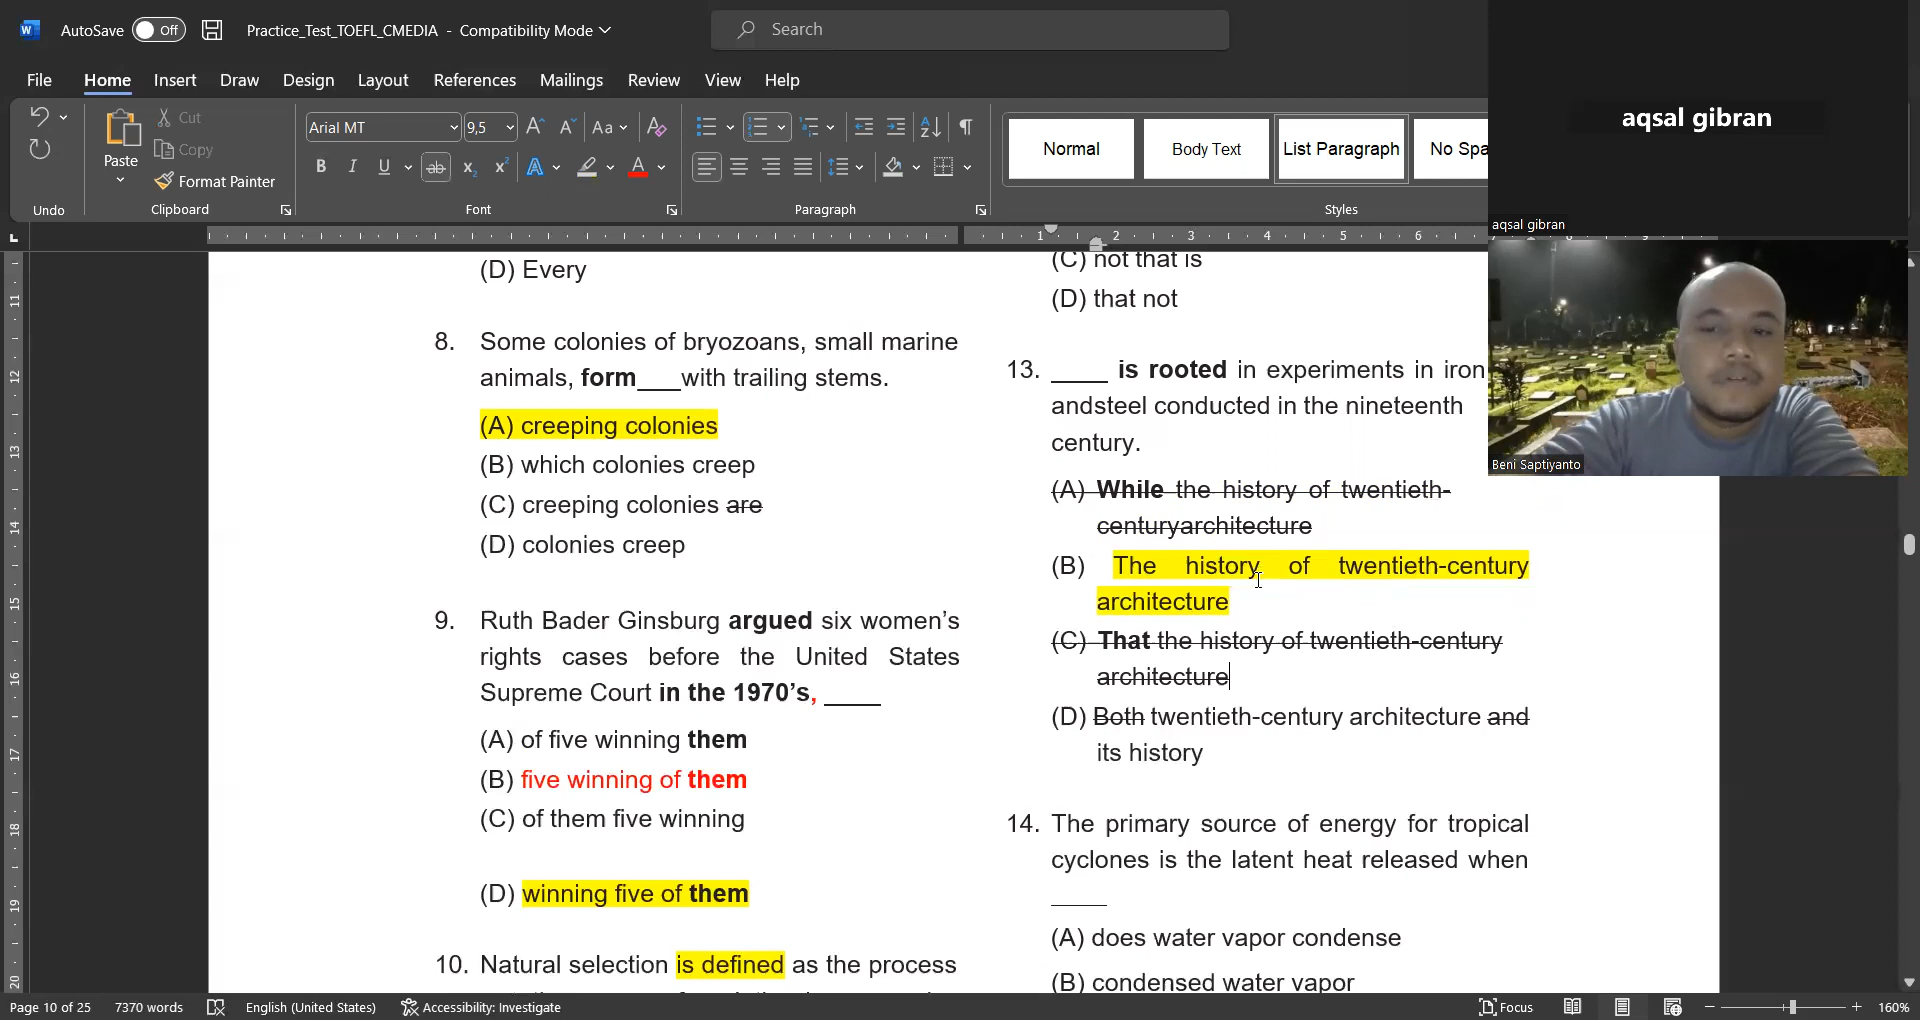 AutoSave Off Practice_Test_TOEFL_CMEDIA - Compatibility Mode Search
File Home Insert Draw Design Layout References Mailings Review View Help
Paste
Cut
Copy
Format Painter
Arial MT 9,5
Normal
Body Text
List Paragraph
No Spa
Undo Clipboard Font Paragraph Styles
aqsal gibran
aqsal gibran
Beni Saptiyanto
(D) Every
8. Some colonies of bryozoans, small marine
animals, form___with trailing stems.
(A) creeping colonies
(B) which colonies creep
(C) creeping colonies are
(D) colonies creep
9. Ruth Bader Ginsburg argued six women’s
rights cases before the United States
Supreme Court in the 1970’s, ____
(A) of five winning them
(B) five winning of them
(C) of them five winning
(D) winning five of them
10. Natural selection is defined as the process
(C) not that is
(D) that not
13. ____ is rooted in experiments in iron
andsteel conducted in the nineteenth
century.
(A) While the history of twentieth-
centuryarchitecture
(B) The history of twentieth-century
architecture
(C) That the history of twentieth-century
architecture
(D) Both twentieth-century architecture and
its history
14. The primary source of energy for tropical
cyclones is the latent heat released when
____
(A) does water vapor condense
(B) condensed water vapor
Page 10 of 25 7370 words English (United States) Accessibility: Investigate Focus 160%